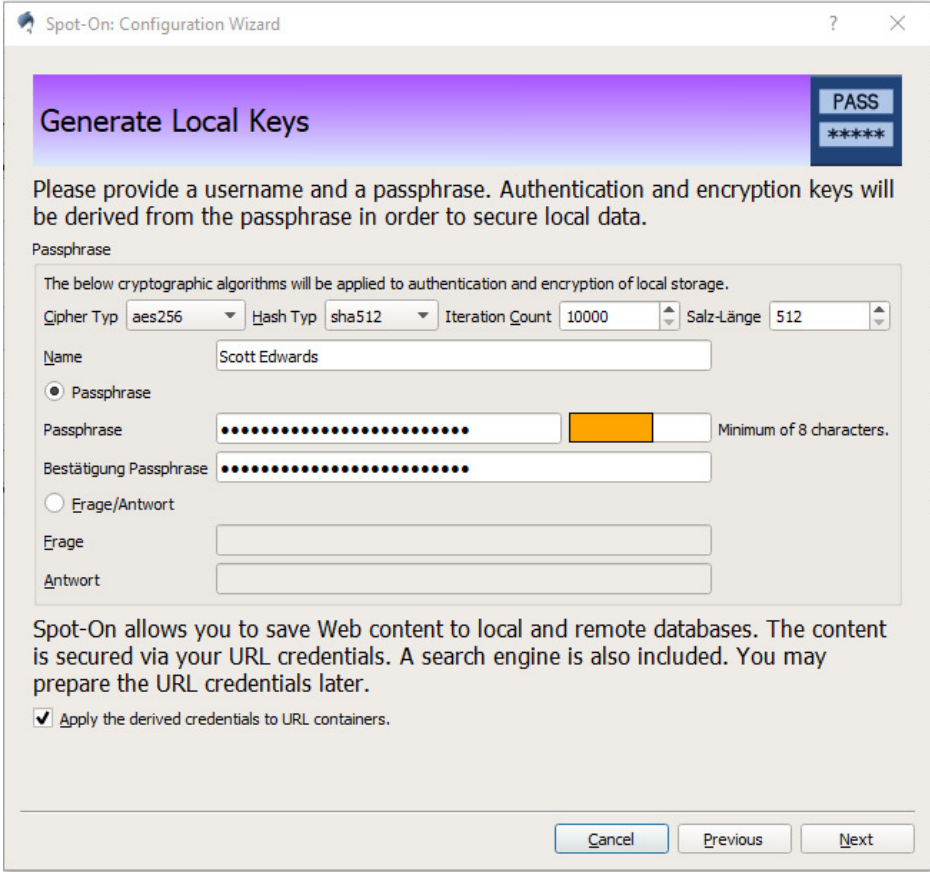 Spot-On: Configuration Wizard ?
Generate Local Keys
PASS
*****
Please provide a username and a passphrase. Authentication and encryption keys will
be derived from the passphrase in order to secure local data.
Passphrase
The below cryptographic algorithms will be applied to authentication and encryption of local storage.
Cipher Typ aes256 Hash Typ sha512 Iteration Count 10000 Salz-Länge 512
Name Scott Edwards
Passphrase
Passphrase ●●●●●●●●●●●●●●●●●●●●●●●●● Minimum of 8 characters.
Bestätigung Passphrase ●●●●●●●●●●●●●●●●●●●●●●●●●
Frage/Antwort
Frage
Antwort
Spot-On allows you to save Web content to local and remote databases. The content
is secured via your URL credentials. A search engine is also included. You may
prepare the URL credentials later.
Apply the derived credentials to URL containers.
Cancel Previous Next